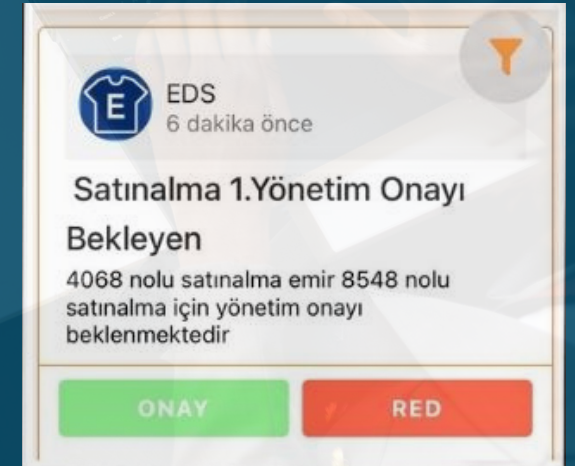 E
EDS
6 dakika önce
Satınalma 1.Yönetim Onayı
Bekleyen
4068 nolu satınalma emir 8548 nolu
satınalma için yönetim onayı
beklenmektedir
ONAY
RED